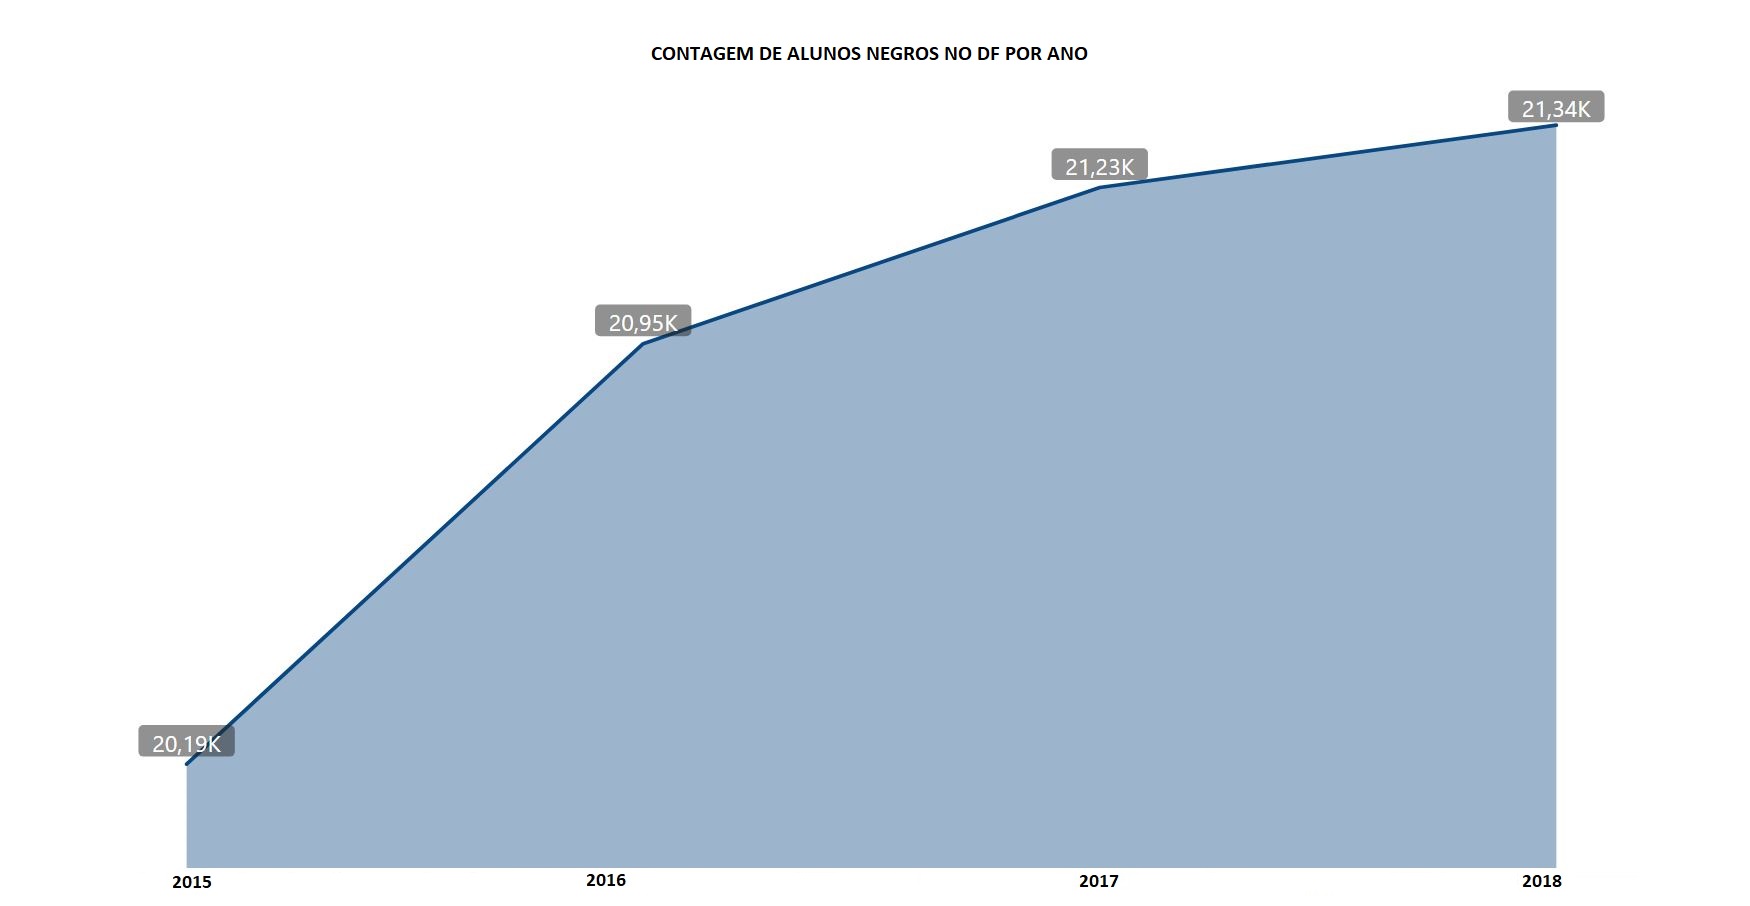 CONTAGEM DE ALUNOS NEGROS NO DF POR ANO
21,34K
21,23K
20,95K
20,19K
2015 2016 2017 2018